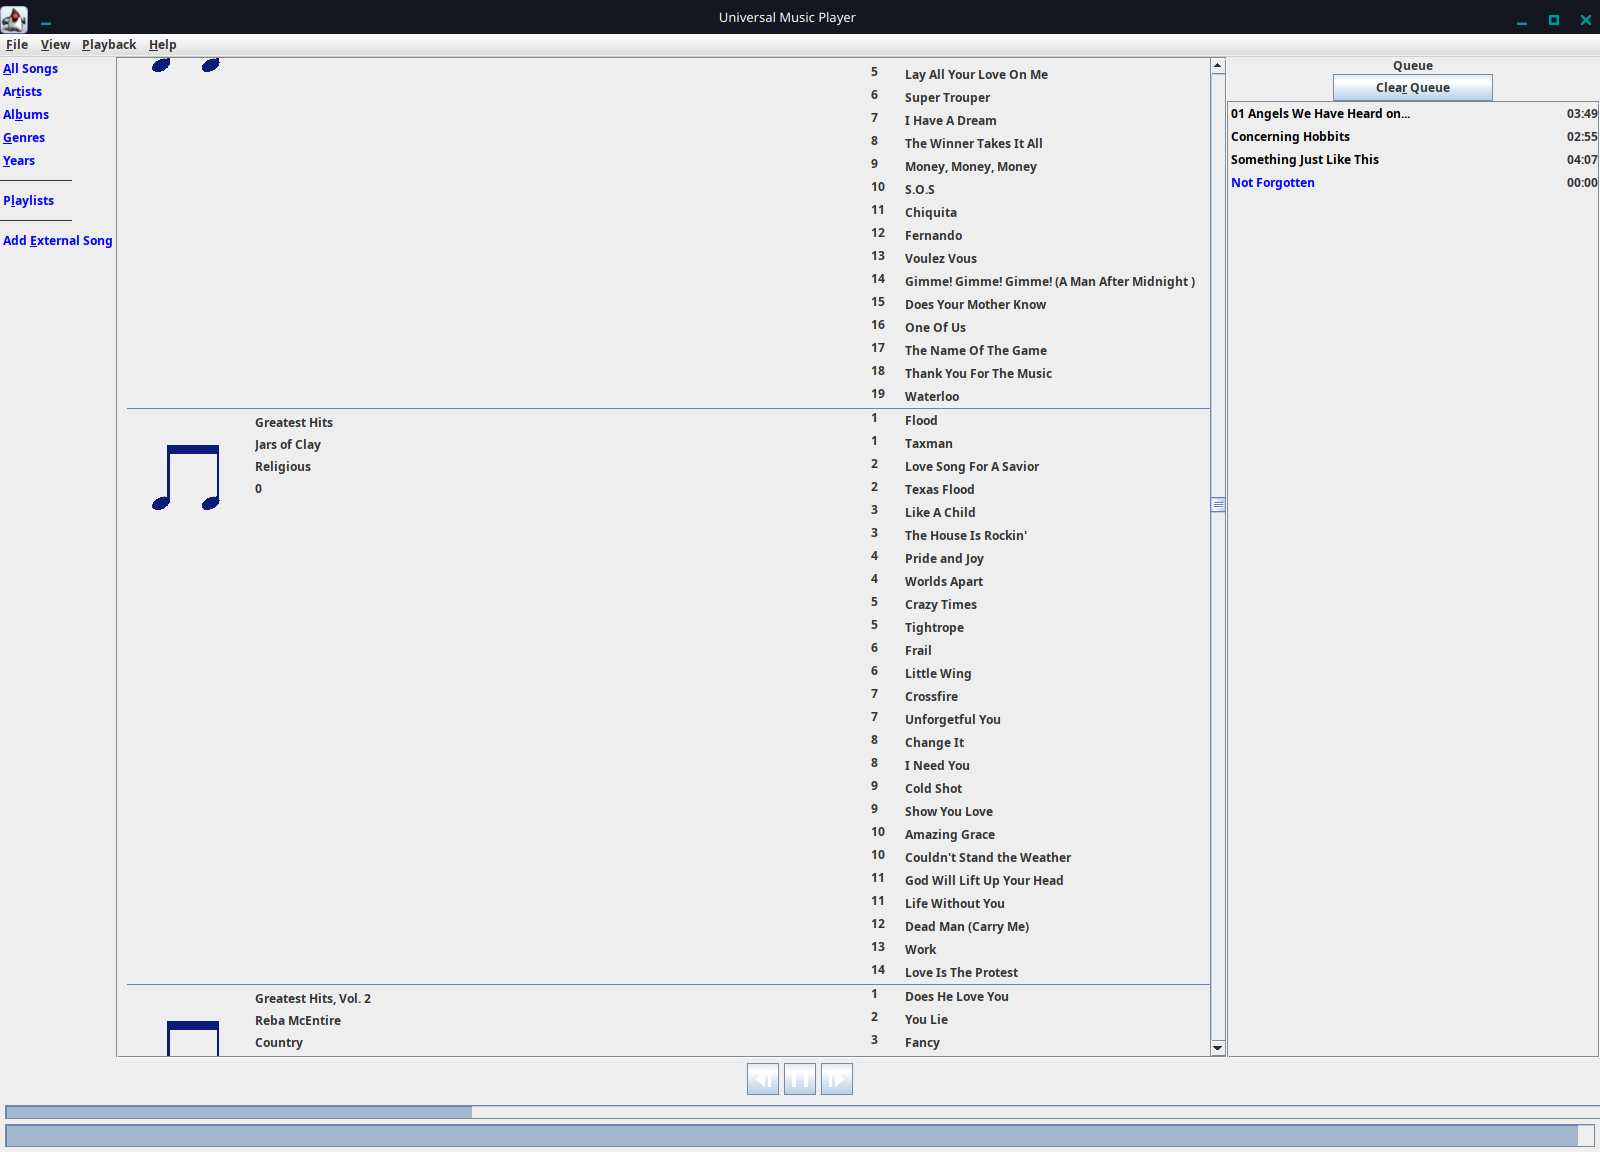 Universal Music Player
File View Playback Help
All Songs
Artists
Albums
Genres
Years
Playlists
Add External Song
5 Lay All Your Love On Me
6 Super Trouper
7 I Have A Dream
8 The Winner Takes It All
9 Money, Money, Money
10 S.O.S
11 Chiquita
12 Fernando
13 Voulez Vous
14 Gimme! Gimme! Gimme! (A Man After Midnight )
15 Does Your Mother Know
16 One Of Us
17 The Name Of The Game
18 Thank You For The Music
19 Waterloo
Greatest Hits
Jars of Clay
Religious
0
1 Flood
1 Taxman
2 Love Song For A Savior
2 Texas Flood
3 Like A Child
3 The House Is Rockin'
4 Pride and Joy
4 Worlds Apart
5 Crazy Times
5 Tightrope
6 Frail
6 Little Wing
7 Crossfire
7 Unforgetful You
8 Change It
8 I Need You
9 Cold Shot
9 Show You Love
10 Amazing Grace
10 Couldn't Stand the Weather
11 God Will Lift Up Your Head
11 Life Without You
12 Dead Man (Carry Me)
13 Work
14 Love Is The Protest
Greatest Hits, Vol. 2
Reba McEntire
Country
1 Does He Love You
2 You Lie
3 Fancy
Queue
Clear Queue
01 Angels We Have Heard on... 03:49
Concerning Hobbits 02:55
Something Just Like This 04:07
Not Forgotten 00:00